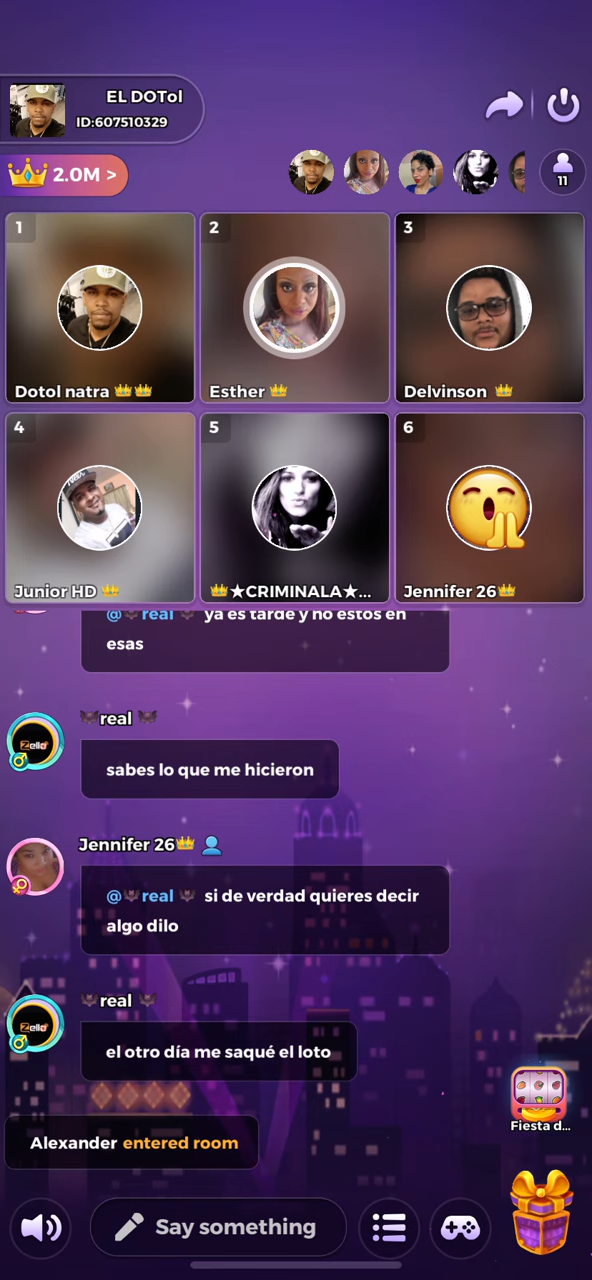 EL DOTol
ID:607510329
2.0M >
11
1
2
3
Dotol natra 👑👑
Esther 👑
Delvinson 👑
4
5
6
Junior HD 👑
👑★CRIMINALA★...
Jennifer 26👑
@🦇real 🦇 ya es tarde y no estos en
esas
🦇real 🦇
Zello
sabes lo que me hicieron
Jennifer 26👑 👤
@🦇real 🦇 si de verdad quieres decir
algo dilo
🦇real 🦇
Zello
el otro día me saqué el loto
Fiesta d...
Alexander entered room
Say something